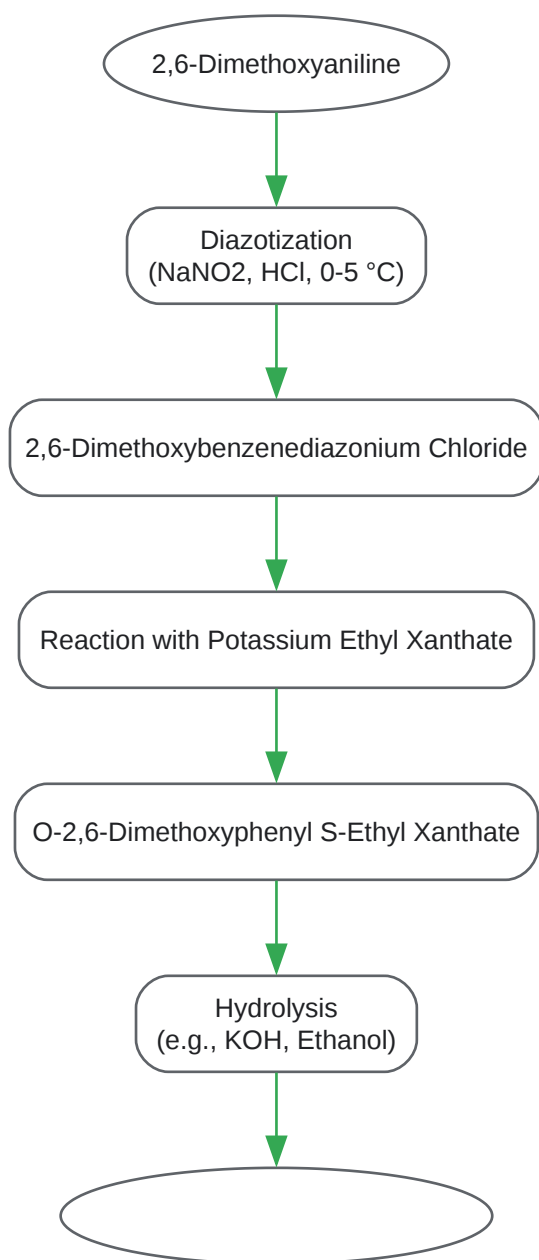 2,6-Dimethoxyaniline
Diazotization
(NaNO2, HCl, 0-5 °C)
2,6-Dimethoxybenzenediazonium Chloride
Reaction with Potassium Ethyl Xanthate
O-2,6-Dimethoxyphenyl S-Ethyl Xanthate
Hydrolysis
(e.g., KOH, Ethanol)